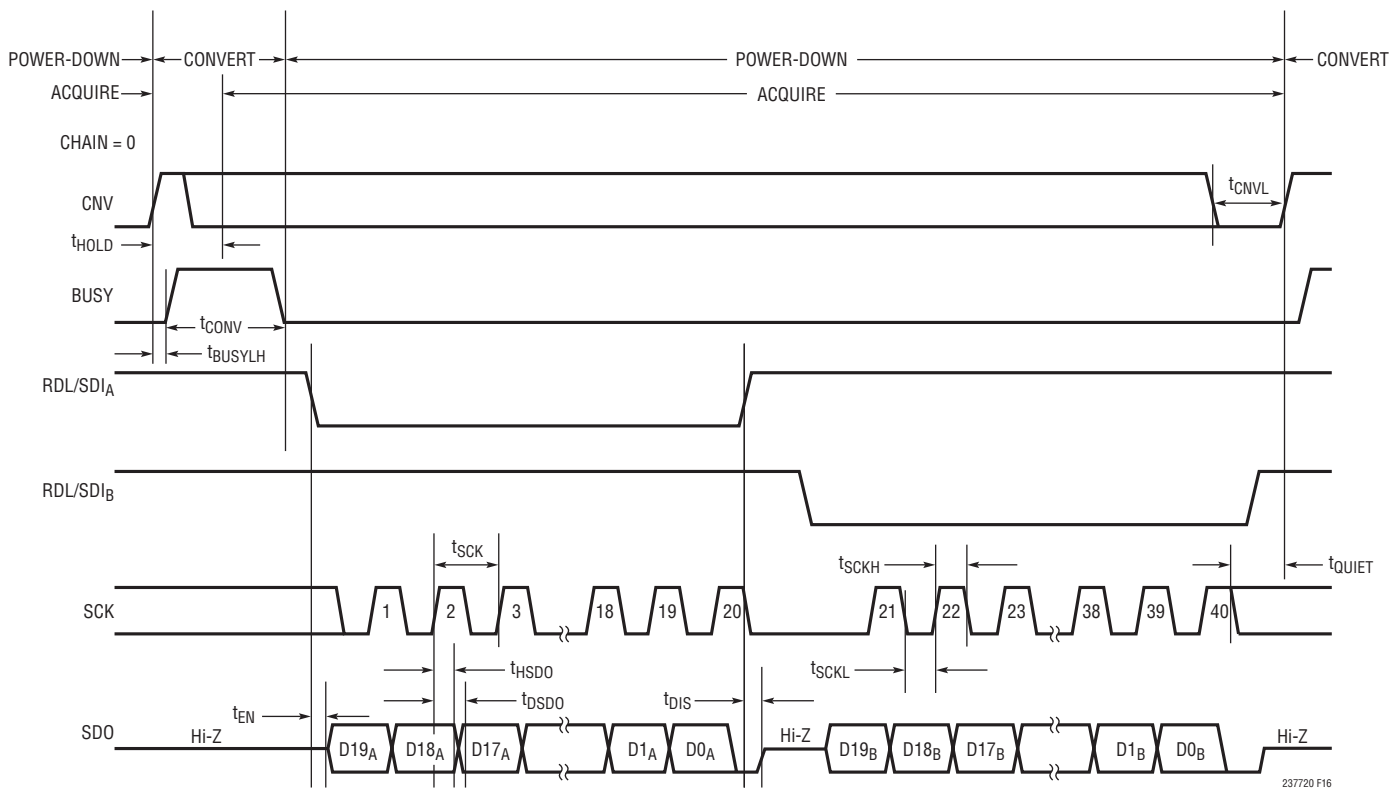 POWER-DOWN CONVERT POWER-DOWN CONVERT
ACQUIRE ACQUIRE
CHAIN = 0
CNV tCNVL
tHOLD
BUSY
tCONV
tBUSYLH
RDL/SDIA
RDL/SDIB
tSCK tSCKH tQUIET
SCK 1 2 3 18 19 20 21 22 23 38 39 40
tHSDO tSCKL
tDSDO tDIS
tEN
SDO Hi-Z D19A D18A D17A D1A D0A Hi-Z D19B D18B D17B D1B D0B Hi-Z
237720 F16